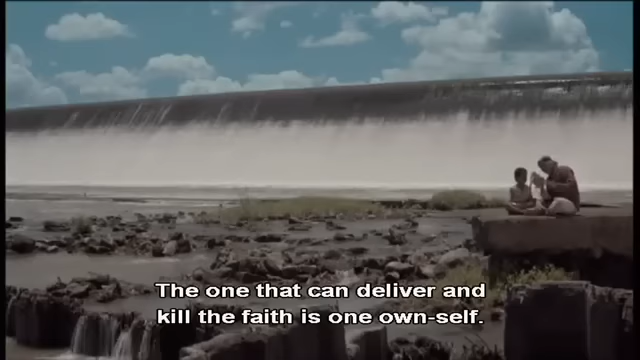 The one that can deliver and
kill the faith is one own-self.